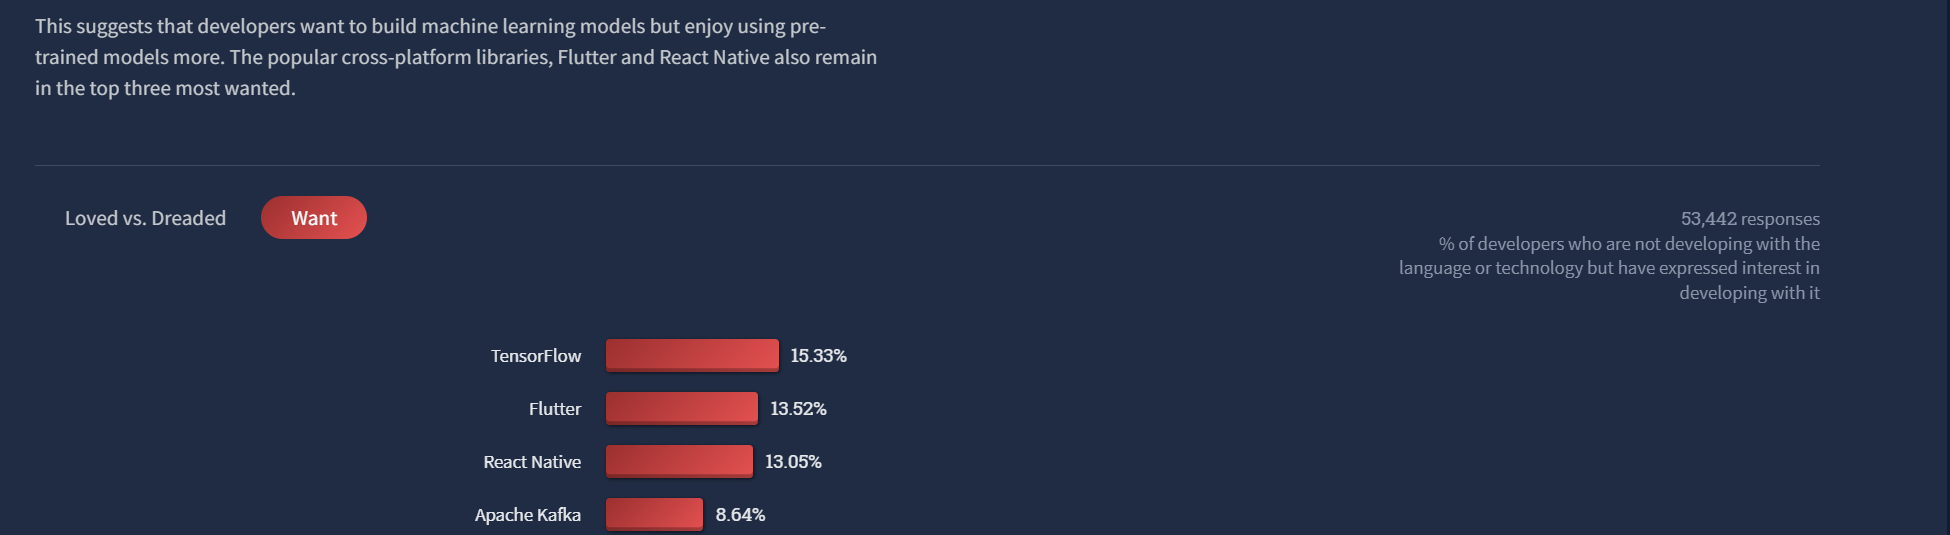 This suggests that developers want to build machine learning models but enjoy using pre-
trained models more. The popular cross-platform libraries, Flutter and React Native also remain
in the top three most wanted.
Loved vs. Dreaded
Want
53,442 responses
% of developers who are not developing with the
language or technology but have expressed interest in
developing with it
TensorFlow 15.33%
Flutter 13.52%
React Native 13.05%
Apache Kafka 8.64%